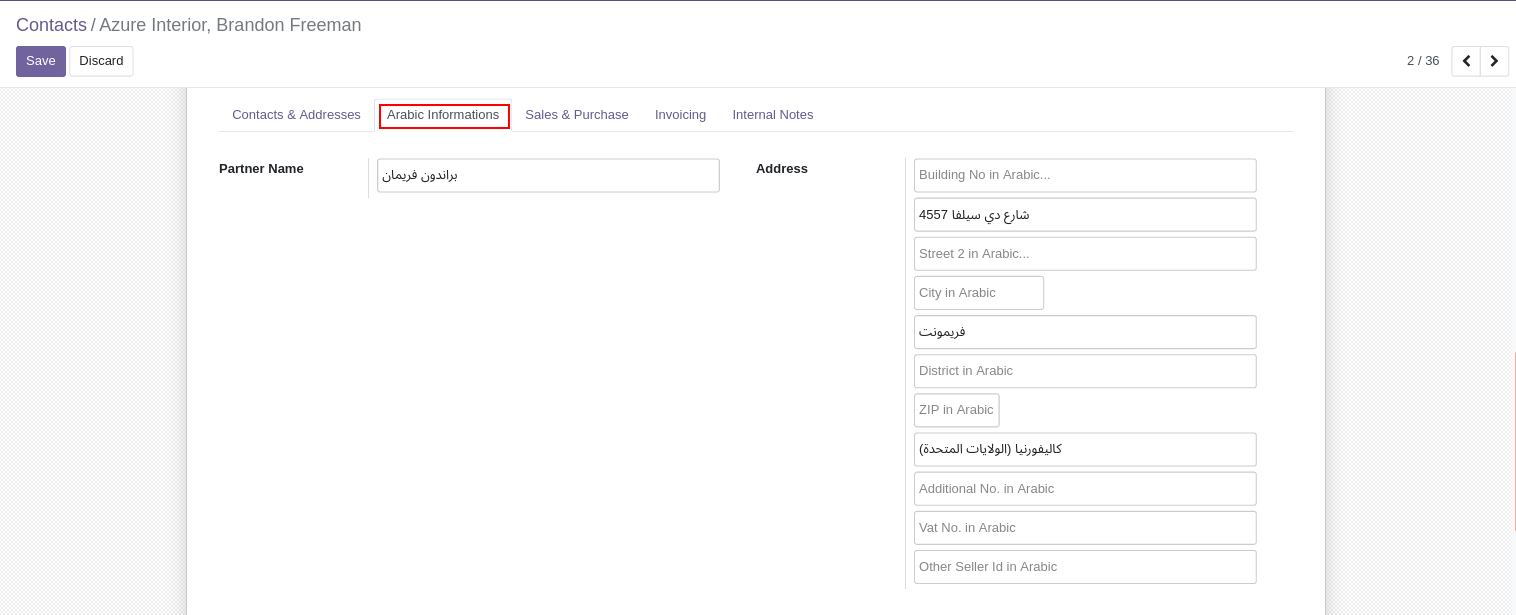 Contacts / Azure Interior, Brandon Freeman
Save Discard
2 / 36
Contacts & Addresses Arabic Informations Sales & Purchase Invoicing Internal Notes
Partner Name
براندون فريمان
Address
Building No in Arabic...
4557 شارع دي سيلفا
Street 2 in Arabic...
City in Arabic
فريمونت
District in Arabic
ZIP in Arabic
كاليفورنيا (الولايات المتحدة)
Additional No. in Arabic
Vat No. in Arabic
Other Seller Id in Arabic